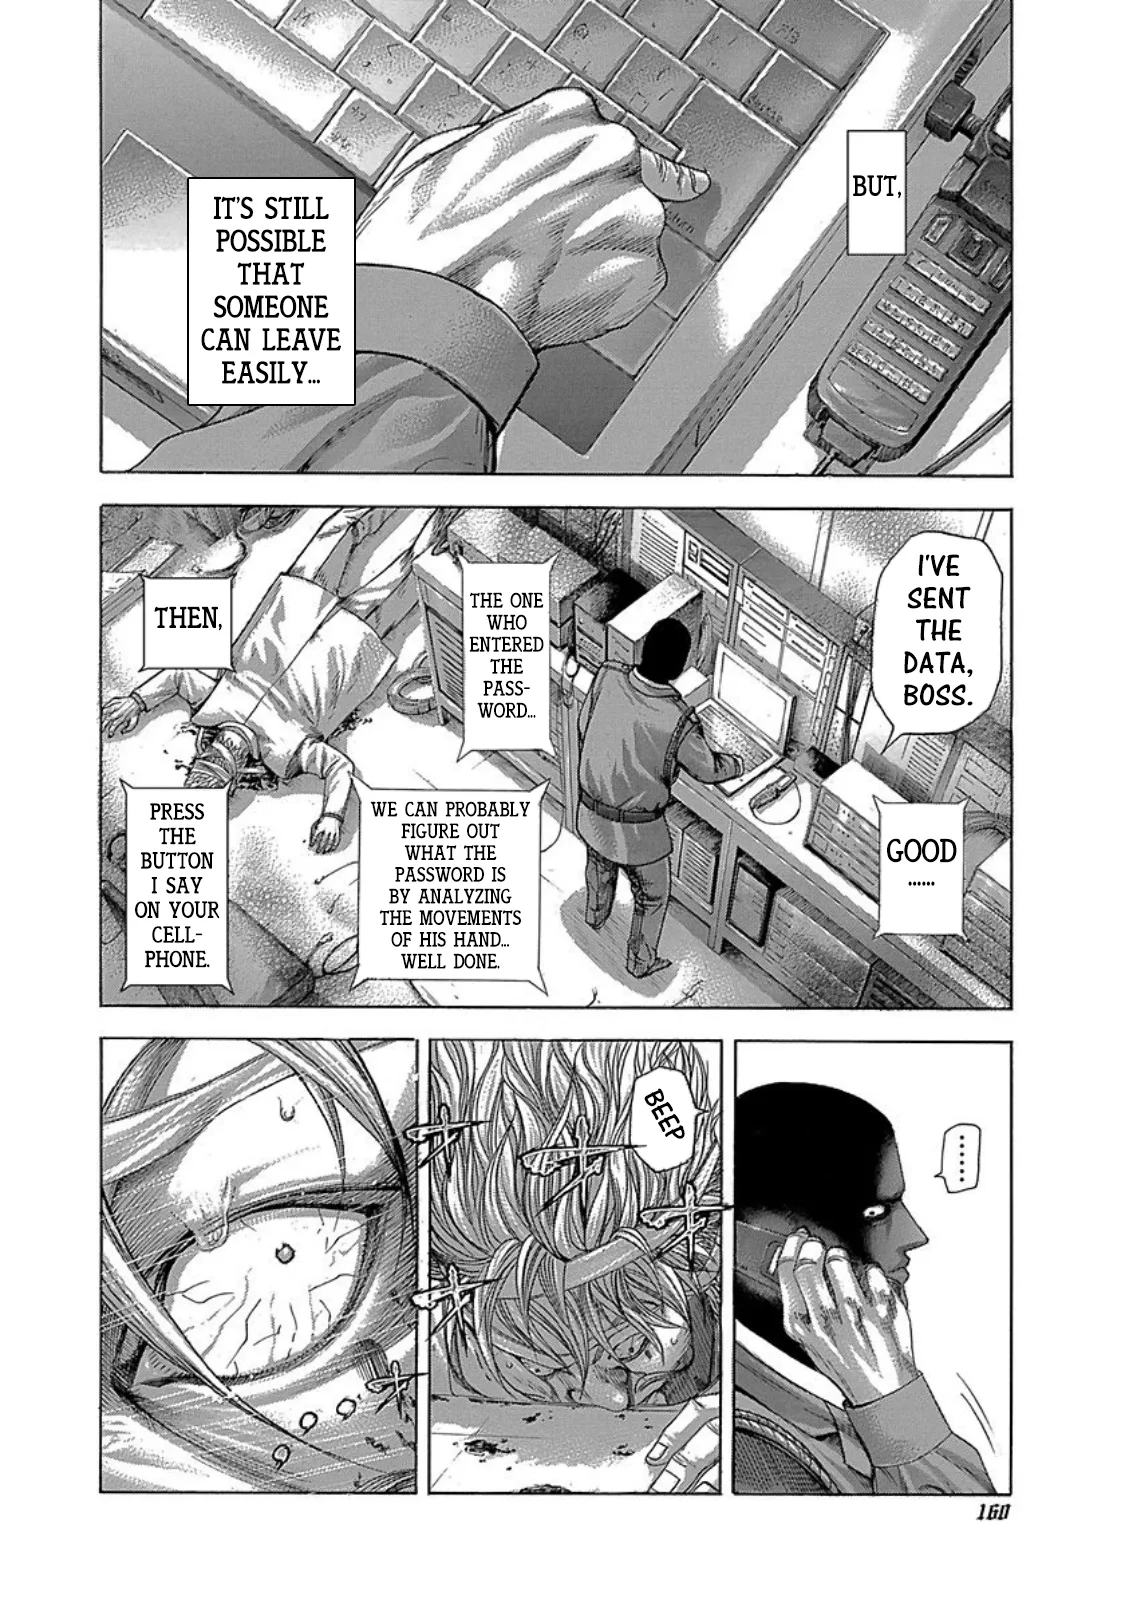 BUT,
IT'S STILL
POSSIBLE
THAT
SOMEONE
CAN LEAVE
EASILY...
I'VE
SENT
THE
DATA,
BOSS.
GOOD
......
THE ONE
WHO
ENTERED
THE
PASS-
WORD...
WE CAN PROBABLY
FIGURE OUT
WHAT THE
PASSWORD IS
BY ANALYZING
THE MOVEMENTS
OF HIS HAND...
WELL DONE.
THEN,
PRESS
THE
BUTTON
I SAY
ON YOUR
CELL-
PHONE.
......
BEEP
160